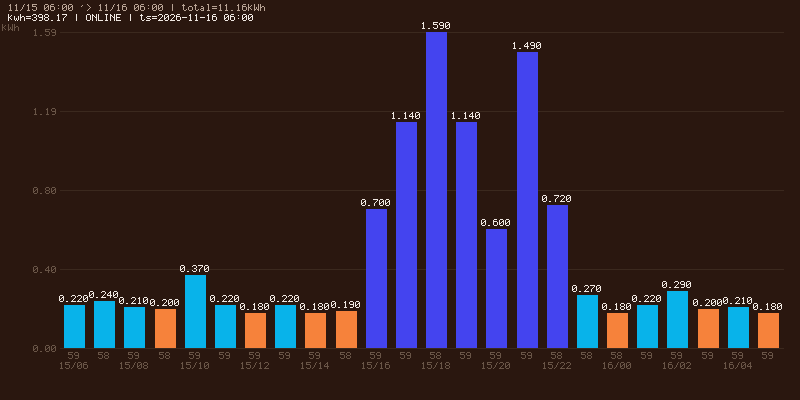 11/15 06:00 -> 11/16 06:00 | total=11.16kWh
Kwh=398.17 | ONLINE | ts=2026-11-16 06:00
kWh
1.59
1.19
0.80
0.40
0.00
0.220 0.240 0.210 0.200 0.370 0.220 0.180 0.220 0.180 0.190 0.700 1.140 1.590 1.140 0.600 1.490 0.720 0.270 0.180 0.220 0.290 0.200 0.210 0.180
59 58 59 58 59 59 59 59 59 58 59 59 58 59 59 59 58 58 59 59 59 59 59 59
15/06 15/08 15/10 15/12 15/14 15/16 15/18 15/20 15/22 16/00 16/02 16/04